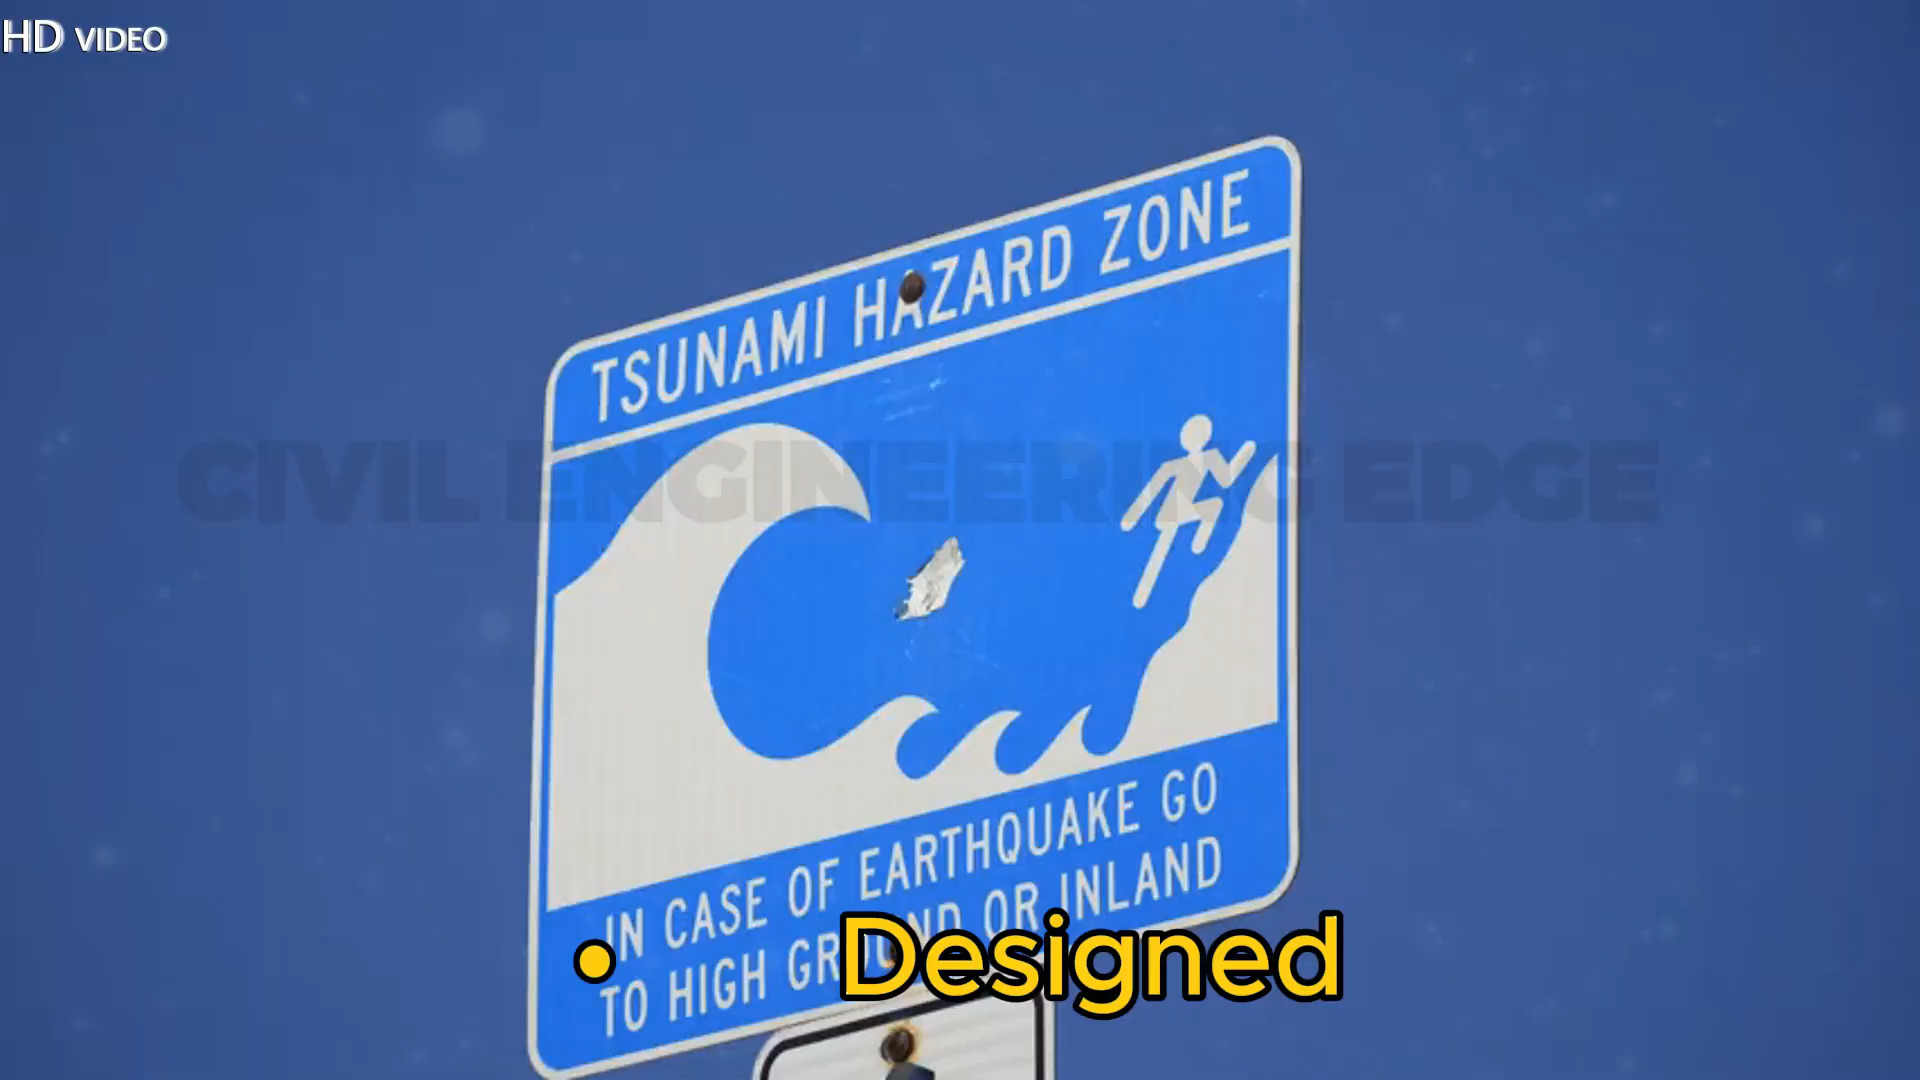 HD VIDEO
TSUNAMI HAZARD ZONE
CIVIL ENGINEERING EDGE
IN CASE OF EARTHQUAKE GO
TO HIGH GROUND OR INLAND
• Designed